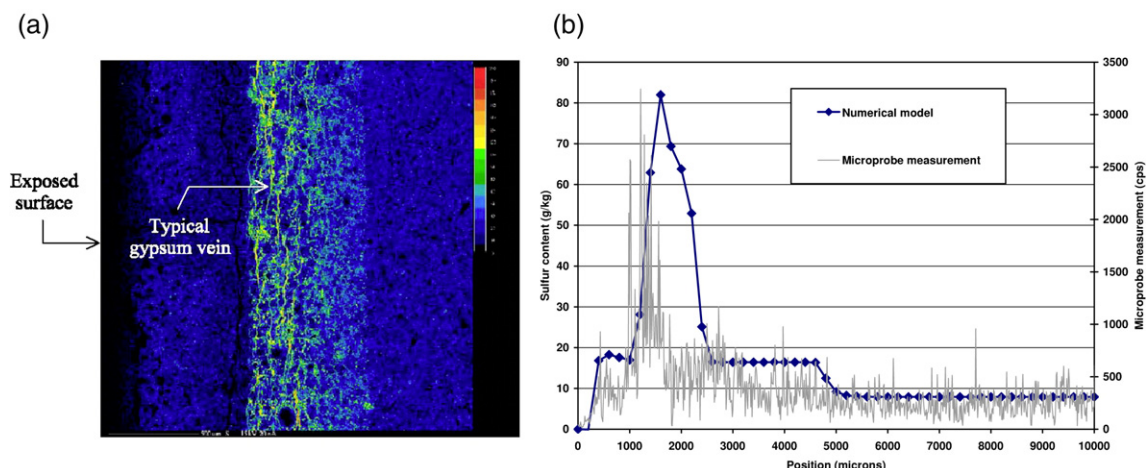 (a)
(b)
Exposed
surface
Typical
gypsum vein
Sulfur content (g/kg)
90
80
70
60
50
40
30
20
10
0
Numerical model
Microprobe measurement
3500
3000
2500
2000
1500
1000
500
0
Microprobe measurement (cps)
0 1000 2000 3000 4000 5000 6000 7000 8000 9000 10000
Position (microns)